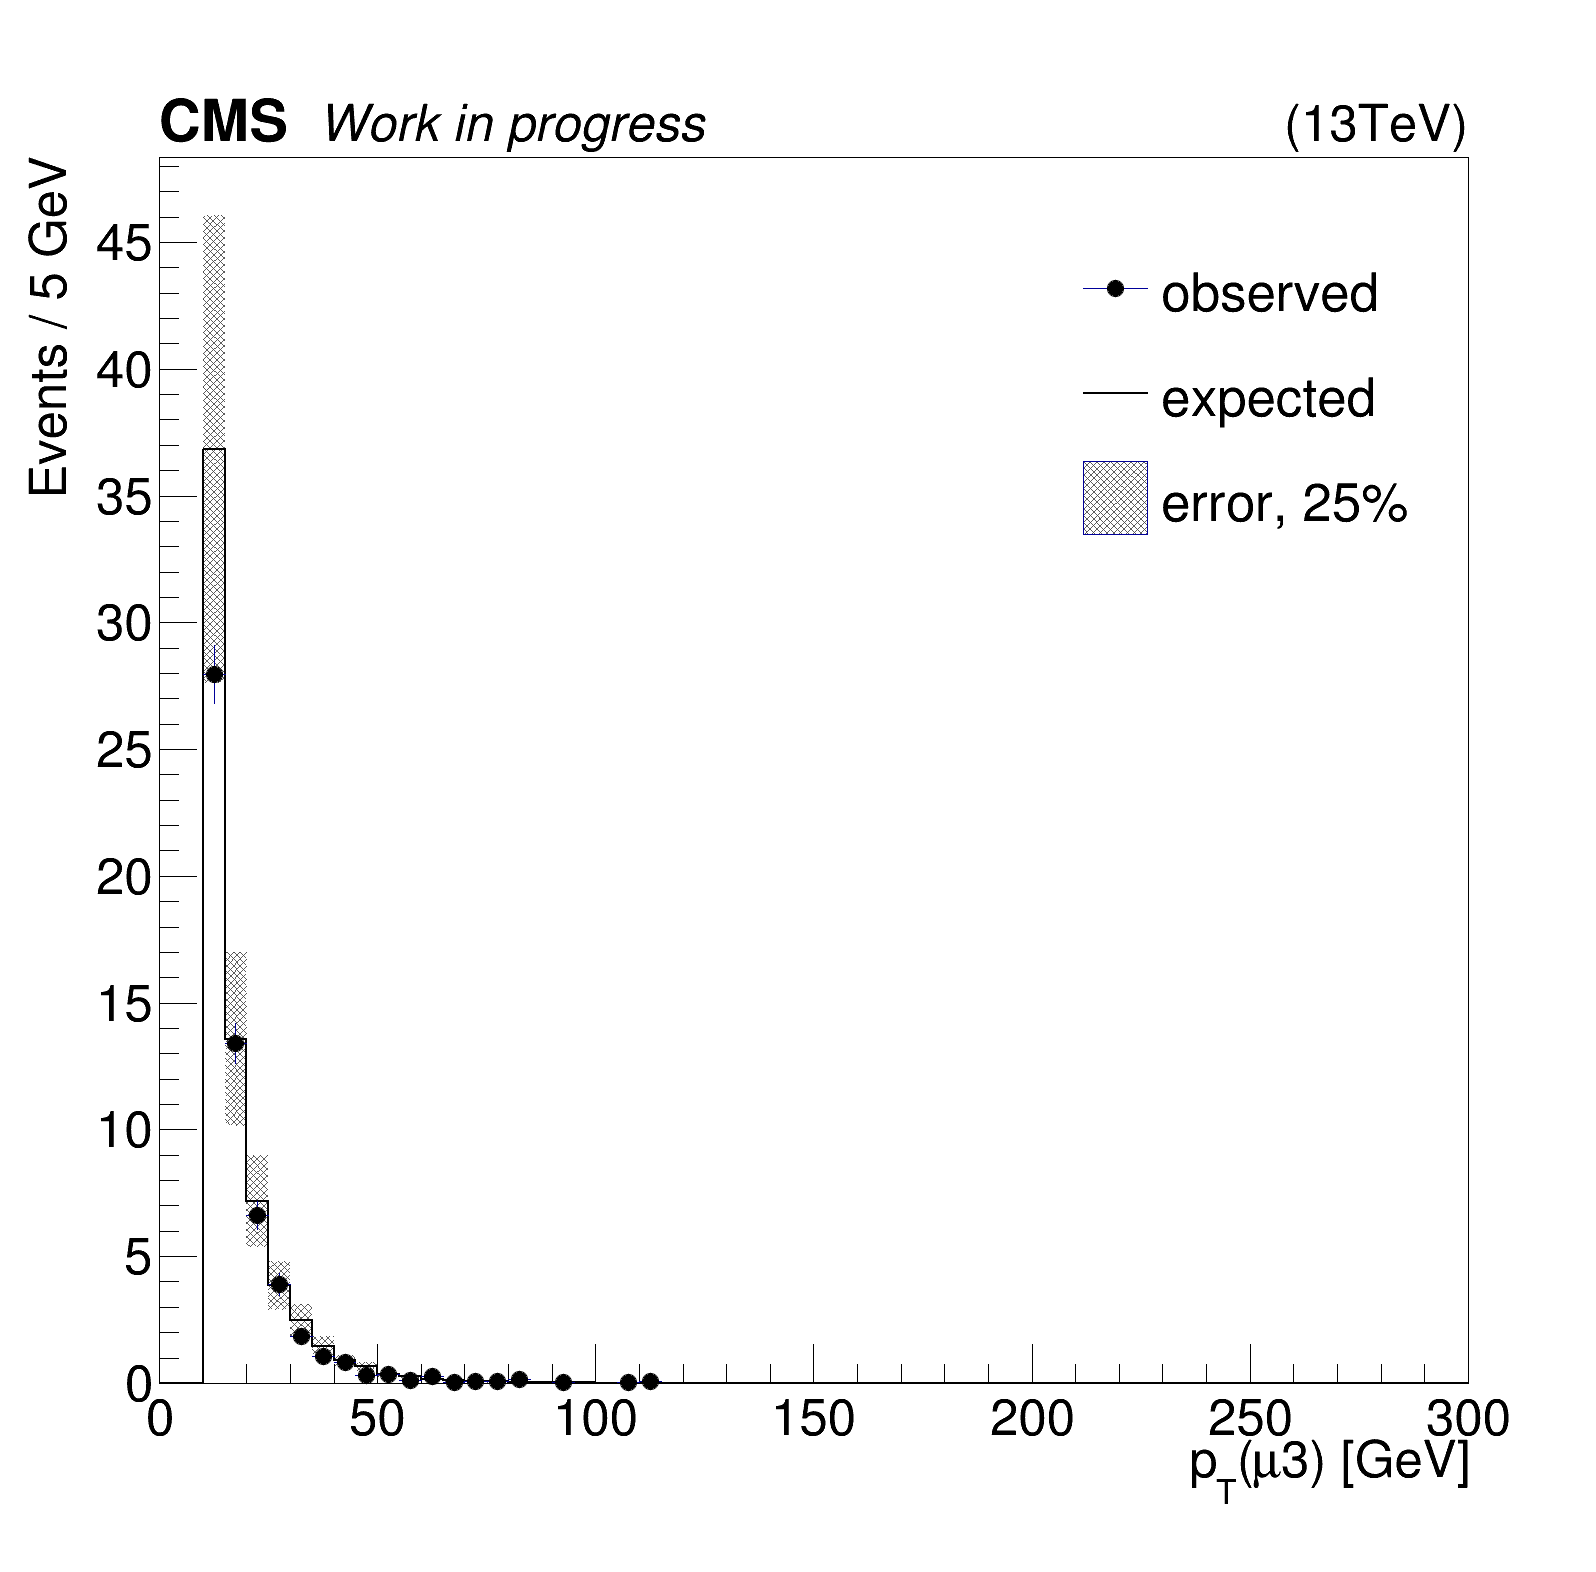 CMS Work in progress (13TeV)
Events / 5 GeV
45
40
35
30
25
20
15
10
5
0
observed
expected
error, 25%
0 50 100 150 200 250 300
pT(μ3) [GeV]